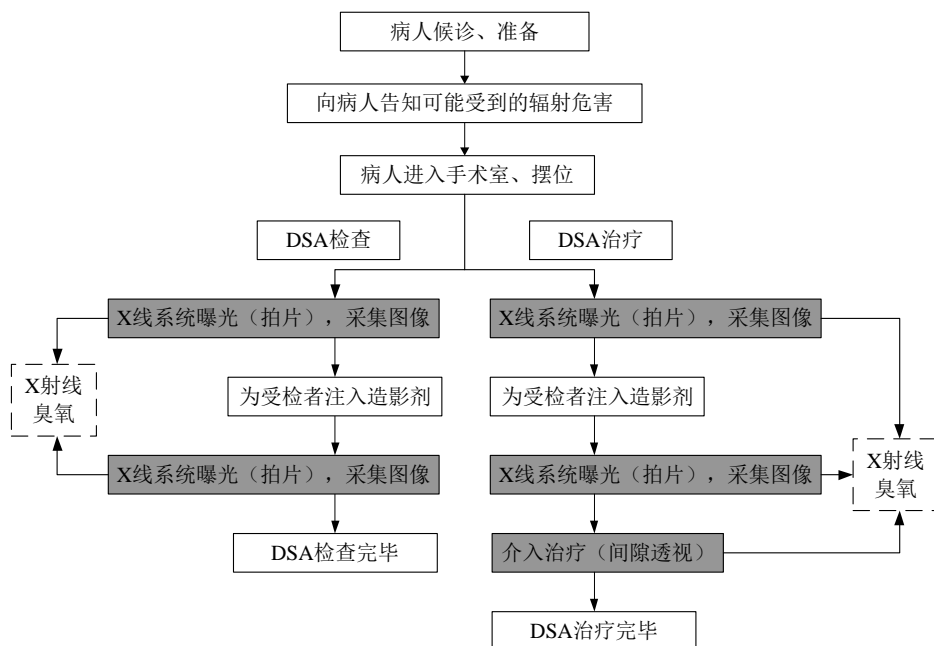 病人候诊、准备
向病人告知可能受到的辐射危害
病人进入手术室、摆位
DSA检查
DSA治疗
X线系统曝光（拍片），采集图像
X线系统曝光（拍片），采集图像
X射线
臭氧
为受检者注入造影剂
为受检者注入造影剂
X线系统曝光（拍片），采集图像
X线系统曝光（拍片），采集图像
X射线
臭氧
DSA检查完毕
介入治疗（间隙透视）
DSA治疗完毕